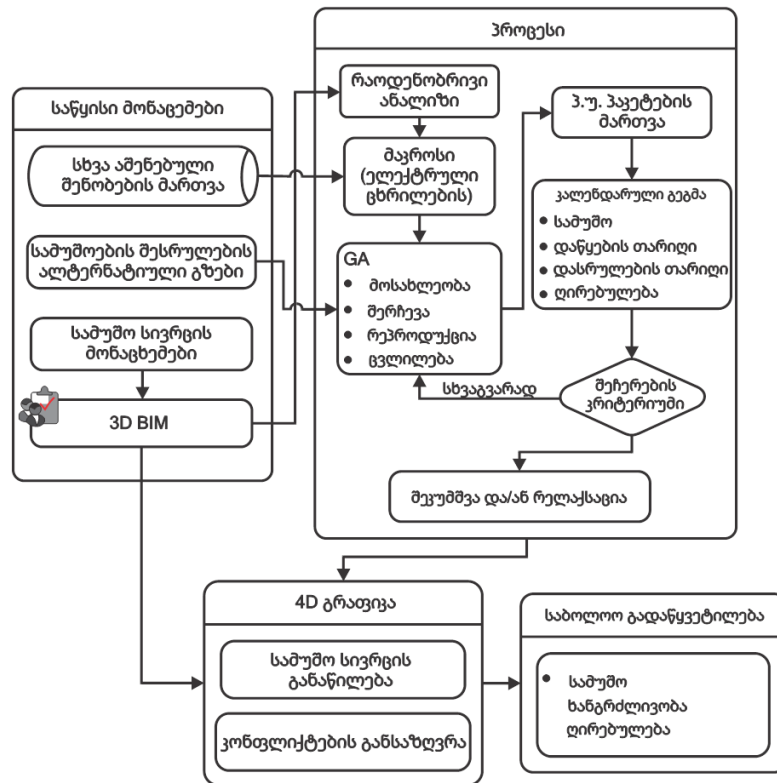 საწყისი მონაცემები
სხვა აშენებული
შენობების მართვა
სამუშოების შესრულების
ალტერნატიული გზები
სამუშო სივრცის
მონაცხემები
3D BIM
პროცესი
რაოდენობრივი
ანალიზი
მაკროსი
(ელექტრული
ცხრილების)
GA
• მოსახლეობა
• შერჩევა
• რეპროდუქცია
• ცვლილება
პ.უ. პაკეტების
მართვა
კალენდარული გეგმა
• სამუშო
• დაწყების თარიღი
• დასრულების თარიღი
• ღირებულება
შეჩერების
კრიტერიუმი
სხვაგვარად
შეკუმშვა და/ან რელაქსაცია
4D გრაფიკა
სამუშო სივრცის
განაწილება
კონფლიქტების განსაზღვრა
საბოლოო გადაწყვეტილება
• სამუშო
ხანგრძლივობა
ღირებულება